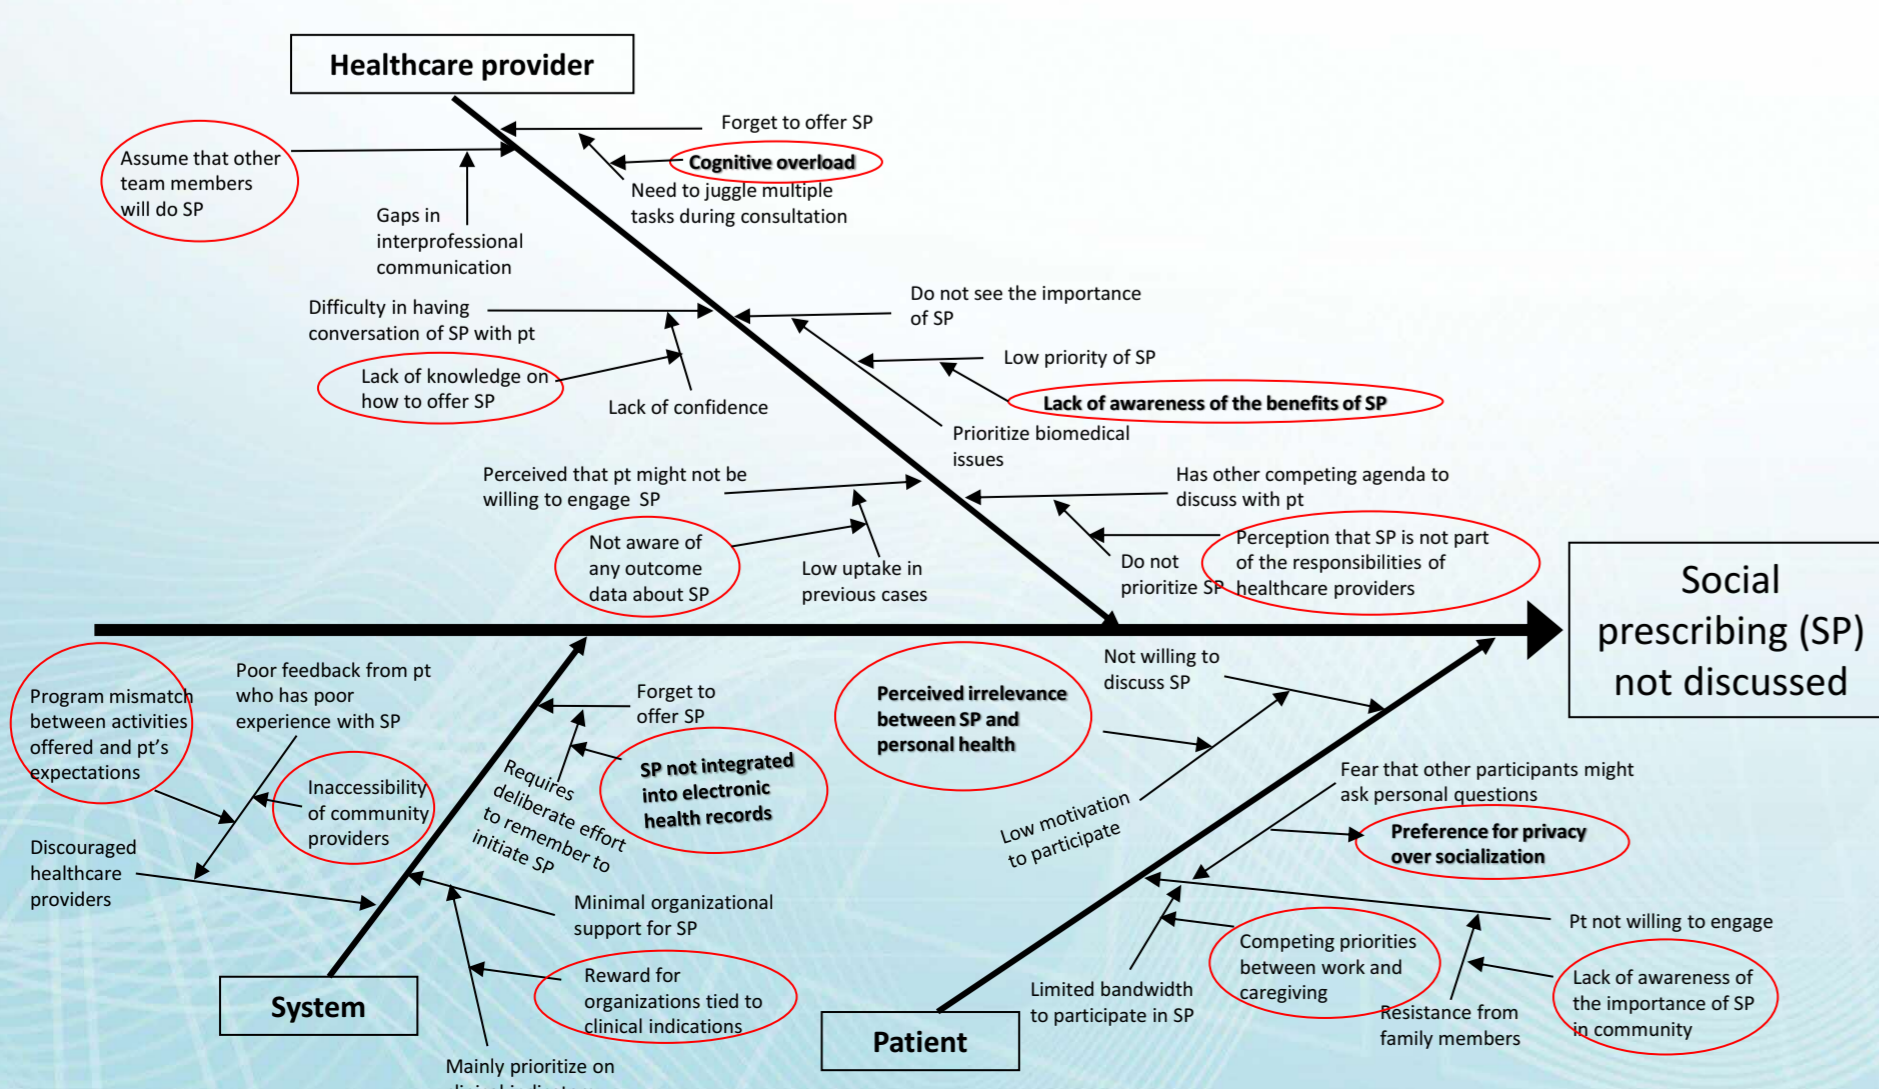 Healthcare provider
Forget to offer SP
Cognitive overload
Need to juggle multiple
tasks during consultation
Assume that other
team members
will do SP
Gaps in
interprofessional
communication
Difficulty in having
conversation of SP with pt
Lack of knowledge on
how to offer SP
Lack of confidence
Do not see the importance
of SP
Low priority of SP
Lack of awareness of the benefits of SP
Prioritize biomedical
issues
Perceived that pt might not be
willing to engage SP
Not aware of
any outcome
data about SP
Low uptake in
previous cases
Has other competing agenda to
discuss with pt
Perception that SP is not part
of the responsibilities of
healthcare providers
Do not
prioritize SP
Social
prescribing (SP)
not discussed
Program mismatch
between activities
offered and pt's
expectations
Poor feedback from pt
who has poor
experience with SP
Inaccessibility
of community
providers
Discouraged
healthcare
providers
Forget to
offer SP
SP not integrated
into electronic
health records
Requires
deliberate effort
to remember to
initiate SP
Minimal organizational
support for SP
Reward for
organizations tied to
clinical indications
Mainly prioritize on
System
Perceived irrelevance
between SP and
personal health
Not willing to
discuss SP
Low motivation
to participate
Fear that other participants might
ask personal questions
Preference for privacy
over socialization
Pt not willing to engage
Competing priorities
between work and
caregiving
Limited bandwidth
to participate in SP
Resistance from
family members
Lack of awareness of
the importance of SP
in community
Patient